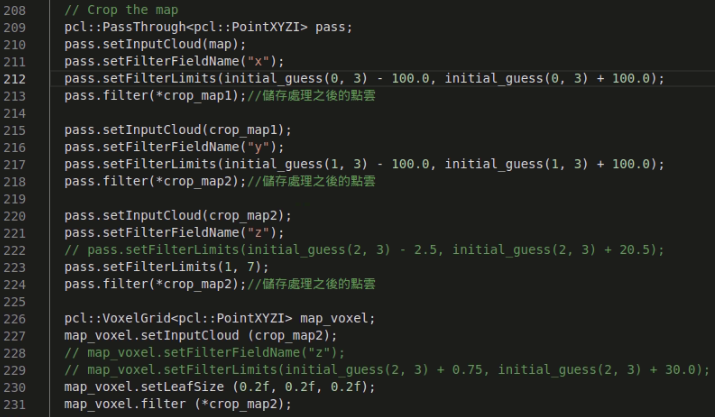 208 // Crop the map
209 pcl::PassThrough<pcl::PointXYZI> pass;
210 pass.setInputCloud(map);
211 pass.setFilterFieldName("x");
212 pass.setFilterLimits(initial_guess(0, 3) - 100.0, initial_guess(0, 3) + 100.0);
213 pass.filter(*crop_map1);//儲存處理之後的點雲
214
215 pass.setInputCloud(crop_map1);
216 pass.setFilterFieldName("y");
217 pass.setFilterLimits(initial_guess(1, 3) - 100.0, initial_guess(1, 3) + 100.0);
218 pass.filter(*crop_map2);//儲存處理之後的點雲
219
220 pass.setInputCloud(crop_map2);
221 pass.setFilterFieldName("z");
222 // pass.setFilterLimits(initial_guess(2, 3) - 2.5, initial_guess(2, 3) + 20.5);
223 pass.setFilterLimits(1, 7);
224 pass.filter(*crop_map2);//儲存處理之後的點雲
225
226 pcl::VoxelGrid<pcl::PointXYZI> map_voxel;
227 map_voxel.setInputCloud (crop_map2);
228 // map_voxel.setFilterFieldName("z");
229 // map_voxel.setFilterLimits(initial_guess(2, 3) + 0.75, initial_guess(2, 3) + 30.0);
230 map_voxel.setLeafSize (0.2f, 0.2f, 0.2f);
231 map_voxel.filter (*crop_map2);